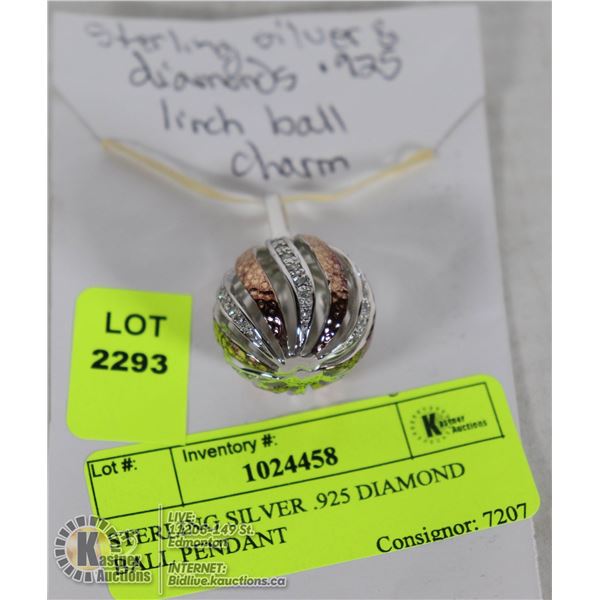 Sterling silver &
diamonds .925
1inch ball
charm
LOT
2293
Lot #:
Inventory #:
1024458
Kastner
Auctions
STERLING SILVER .925 DIAMOND
BALL PENDANT
Consignor: 7207
Kastner
Auctions
LIVE:
Edmonton
INTERNET:
Bidlive.kauctions.ca